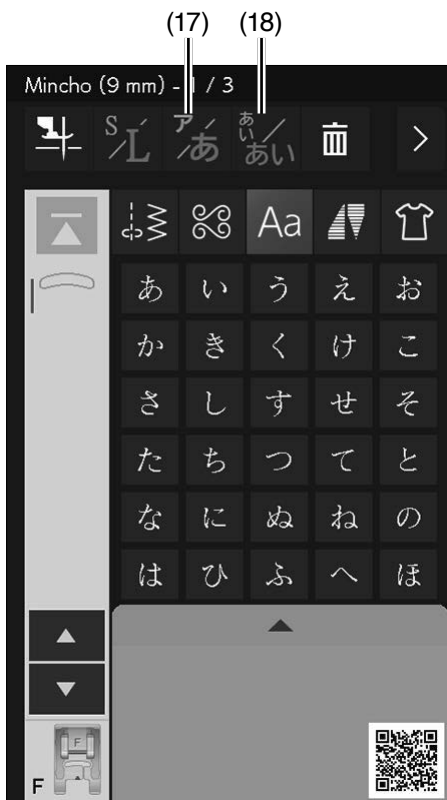 (17) (18)
Mincho (9 mm) - 1 / 3
S/L ア/あ あい/あい
Aa
あ い う え お
か き く け こ
さ し す せ そ
た ち つ て と
な に ぬ ね の
は ひ ふ へ ほ
F
F